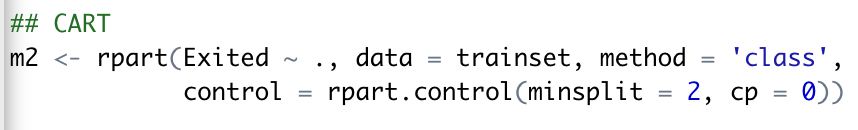 ## CART
m2 <- rpart(Exited ~ ., data = trainset, method = 'class',
            control = rpart.control(minsplit = 2, cp = 0))